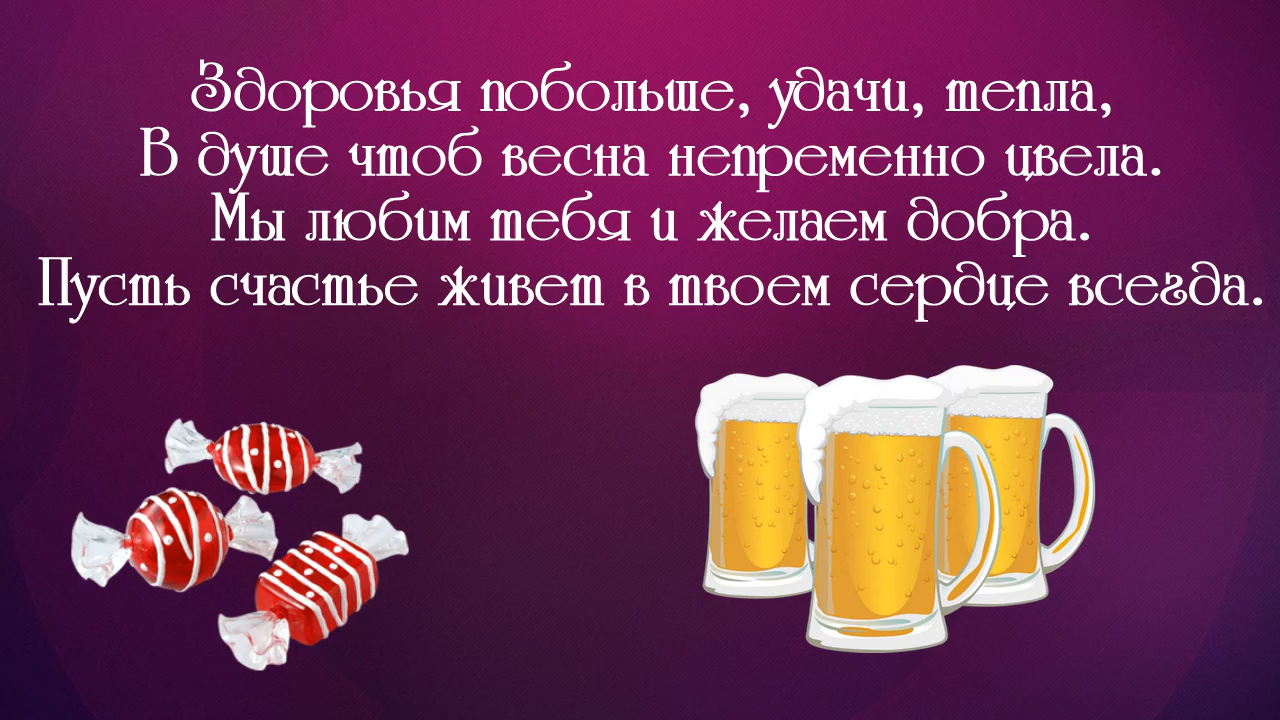 Здоровья побольше, удачи, тепла,
В душе чтоб весна непременно цвела.
Мы любим тебя и желаем добра.
Пусть счастье живет в твоем сердце всегда.